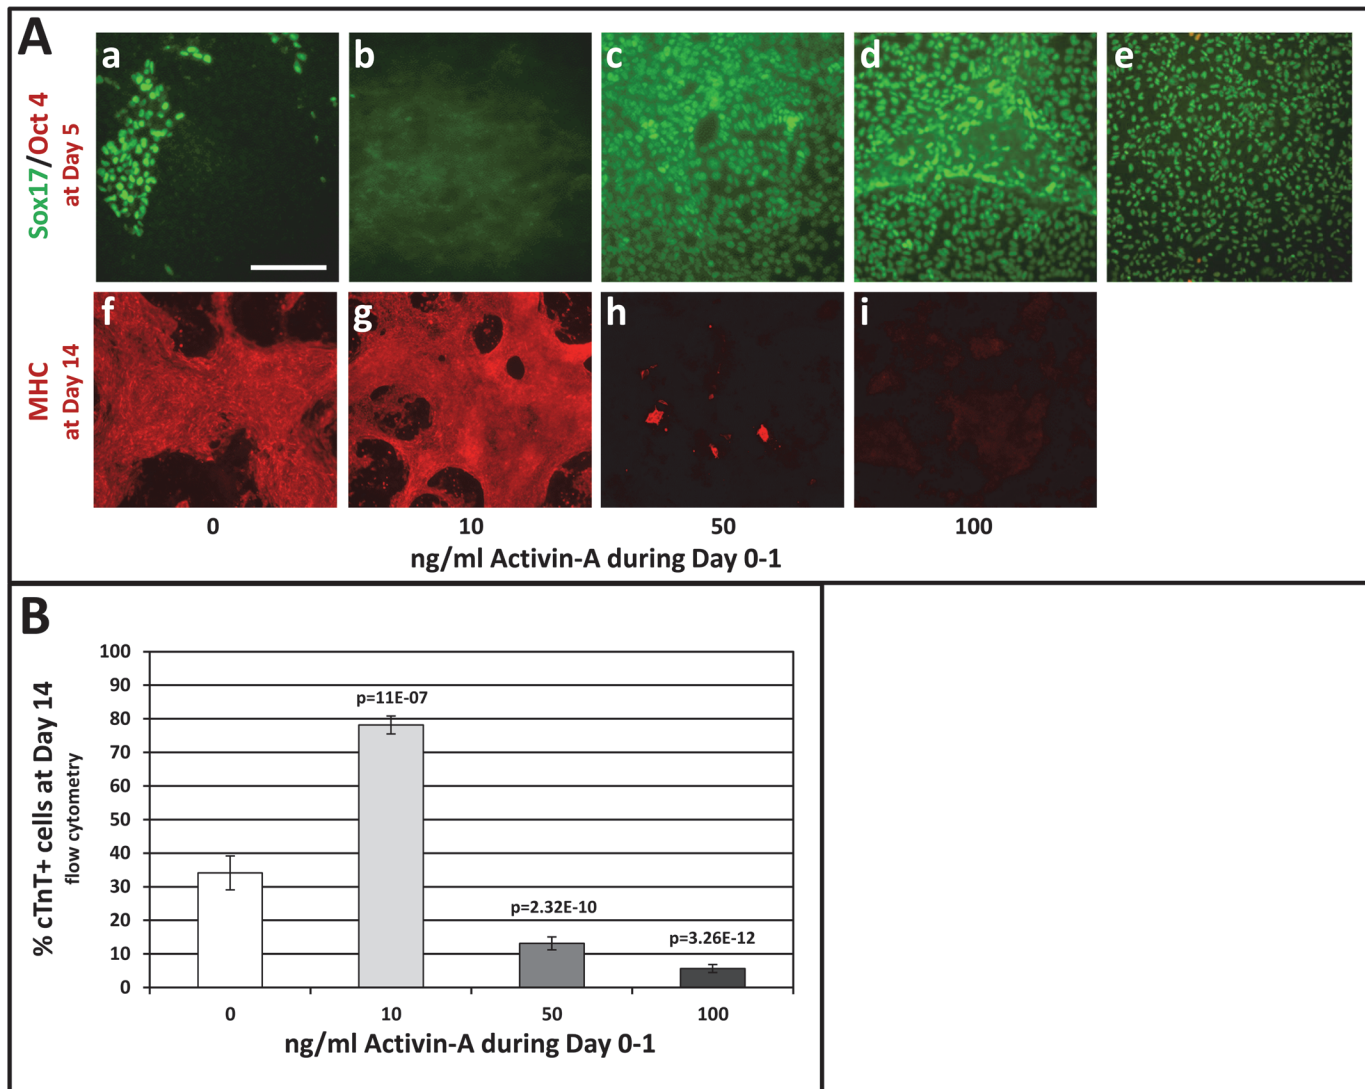 A
a
b
c
d
e
Sox17/Oct 4
at Day 5
f
g
h
i
MHC
at Day 14
0
10
50
100
ng/ml Activin-A during Day 0-1
B
% cTnT+ cells at Day 14
flow cytometry
100
90
80
70
60
50
40
30
20
10
0
p=11E-07
p=2.32E-10
p=3.26E-12
0
10
50
100
ng/ml Activin-A during Day 0-1